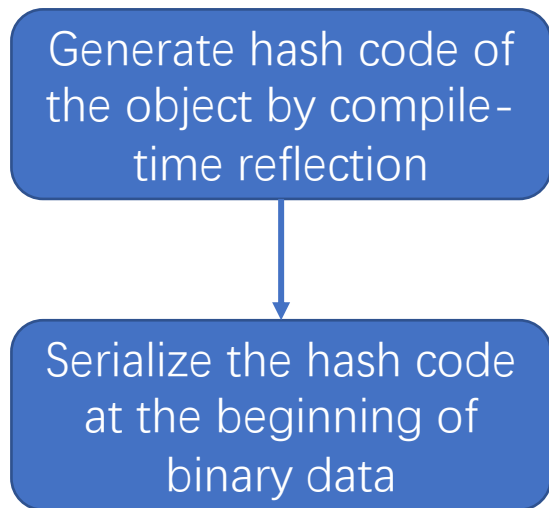 Generate hash code of
the object by compile-
time reflection
Serialize the hash code
at the beginning of
binary data